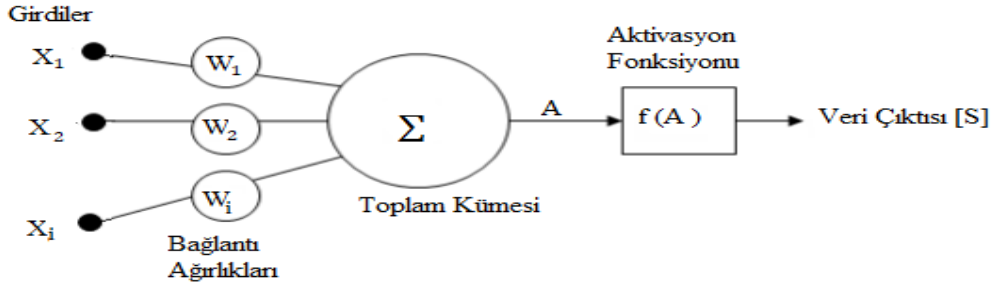 Girdiler
X1
W1
X2
W2
Xi
Wi
Bağlantı
Ağırlıkları
Σ
Toplam Kümesi
A
Aktivasyon
Fonksiyonu
f (A )
Veri Çıktısı [S]